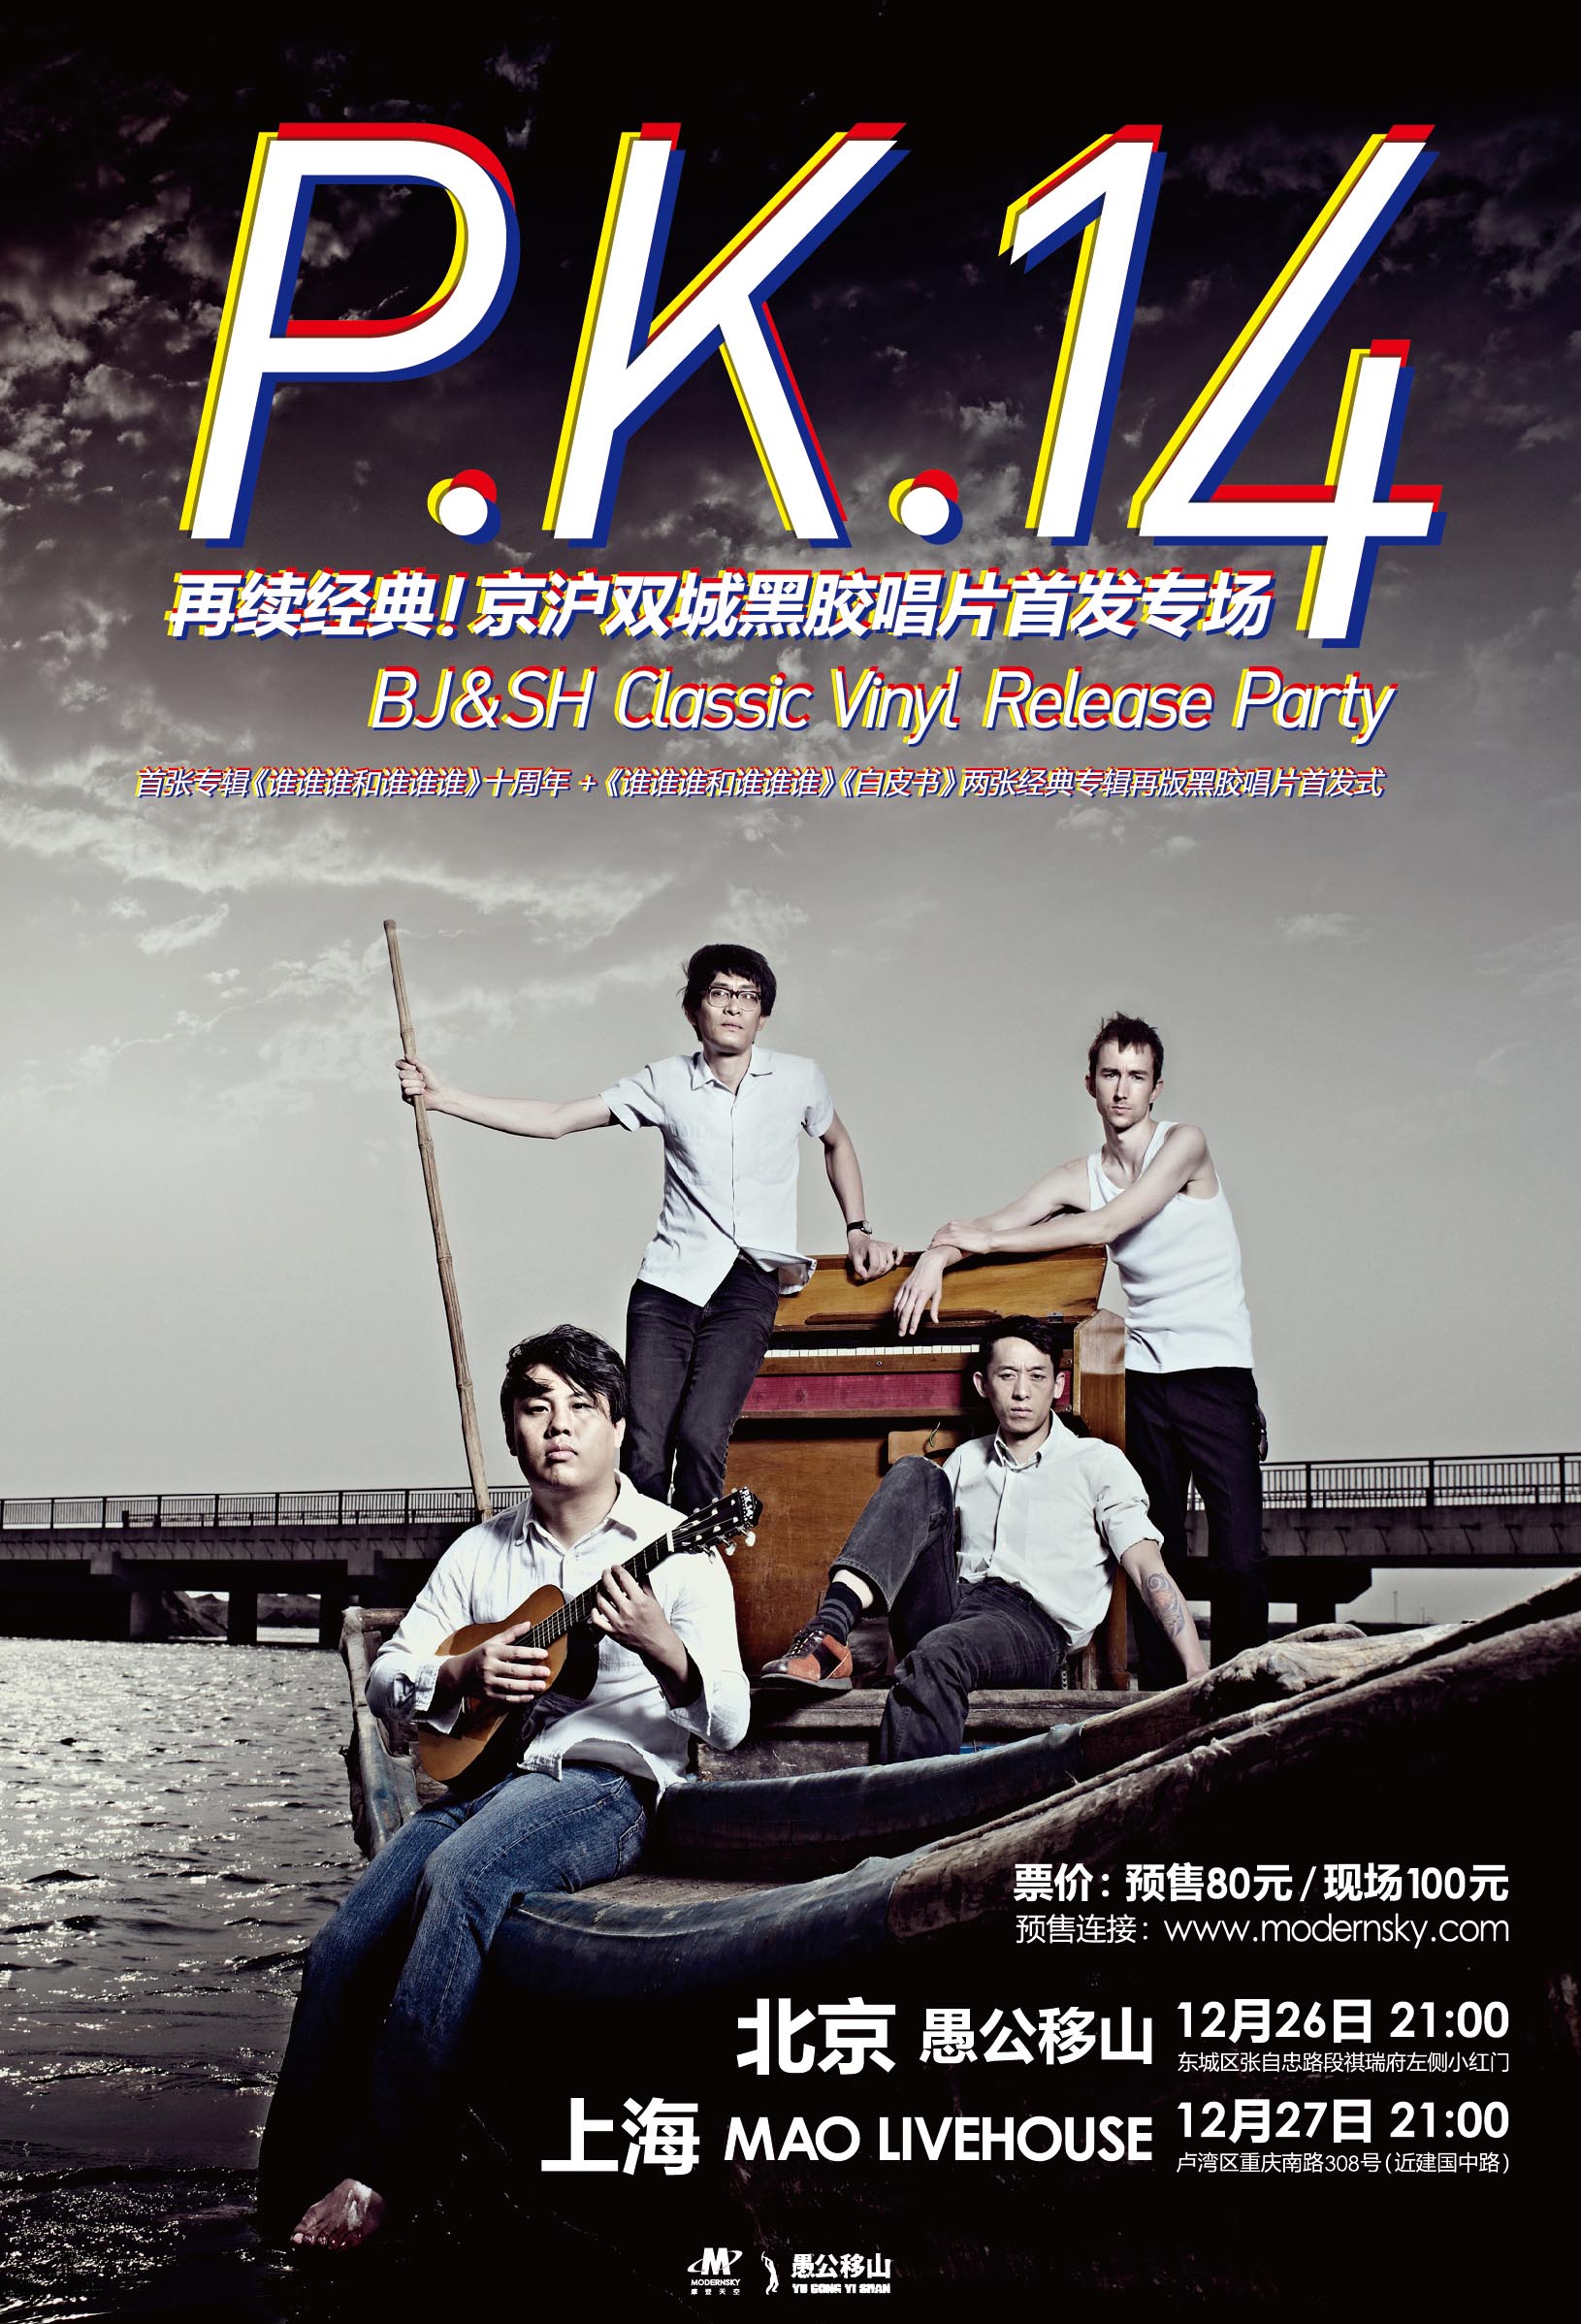 P.K.14
再续经典！京沪双城黑胶唱片首发专场
BJ&SH Classic Vinyl Release Party
首张专辑《谁谁谁和谁谁谁》十周年 +《谁谁谁和谁谁谁》《白皮书》两张经典专辑再版黑胶唱片首发式
票价：预售80元 / 现场100元
预售连接：www.modernsky.com
北京 愚公移山 12月26日 21:00
东城区张自忠路段祺瑞府左侧小红门
上海 MAO LIVEHOUSE 12月27日 21:00
卢湾区重庆南路308号（近建国中路）
MODERNSKY
摩登天空
愚公移山
YU GONG YI SHAN